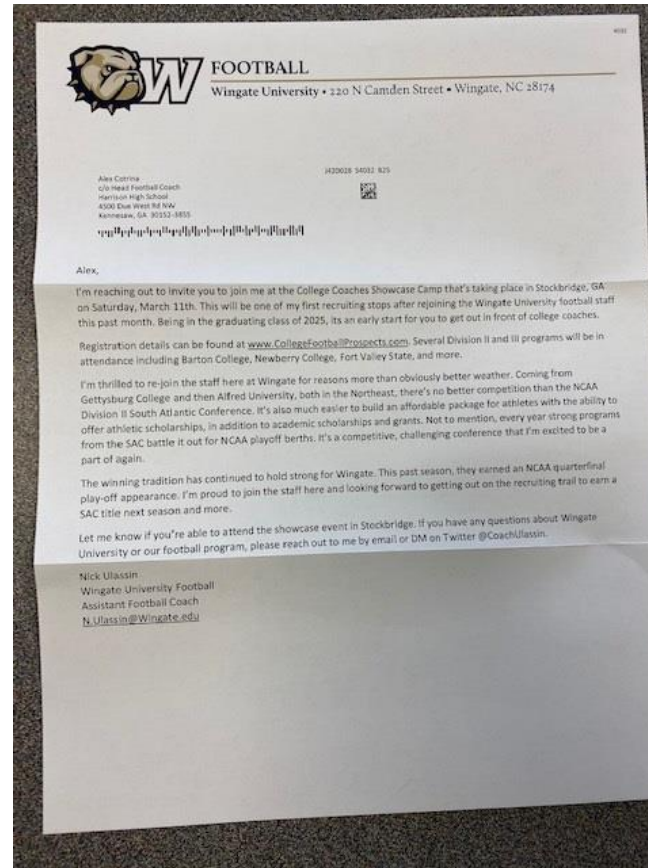 W FOOTBALL
Wingate University • 220 N Camden Street • Wingate, NC 28174
Alex Cotrina
c/o Head Football Coach
Harrison High School
4500 Due West Rd NW
Kennesaw, GA 30152-3855
Alex,
I'm reaching out to invite you to join me at the College Coaches Showcase Camp that's taking place in Stockbridge, GA
on Saturday, March 11th. This will be one of my first recruiting stops after rejoining the Wingate University football staff
this past month. Being in the graduating class of 2025, its an early start for you to get out in front of college coaches.
Registration details can be found at www.CollegeFootballProspects.com. Several Division II and III programs will be in
attendance including Barton College, Newberry College, Fort Valley State, and more.
I'm thrilled to re-join the staff here at Wingate for reasons more than obviously better weather. Coming from
Gettysburg College and then Alfred University, both in the Northeast, there's no better competition than the NCAA
Division II South Atlantic Conference. It's also much easier to build an affordable package for athletes with the ability to
offer athletic scholarships, in addition to academic scholarships and grants. Not to mention, every year strong programs
from the SAC battle it out for NCAA playoff berths. It's a competitive, challenging conference that I'm excited to be a
part of again.
The winning tradition has continued to hold strong for Wingate. This past season, they earned an NCAA quarterfinal
play-off appearance. I'm proud to join the staff here and looking forward to getting out on the recruiting trail to earn a
SAC title next season and more.
Let me know if you're able to attend the showcase event in Stockbridge. If you have any questions about Wingate
University or our football program, please reach out to me by email or DM on Twitter @CoachUlassin.
Nick Ulassin
Wingate University Football
Assistant Football Coach
N.Ulassin@Wingate.edu